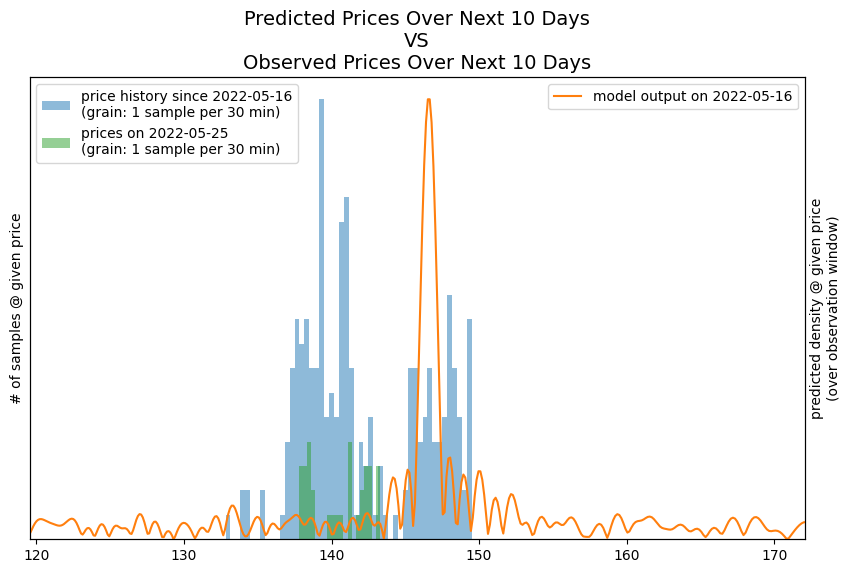 Predicted Prices Over Next 10 Days
VS
Observed Prices Over Next 10 Days
price history since 2022-05-16
(grain: 1 sample per 30 min)
prices on 2022-05-25
(grain: 1 sample per 30 min)
model output on 2022-05-16
# of samples @ given price
predicted density @ given price
(over observation window)
120 130 140 150 160 170